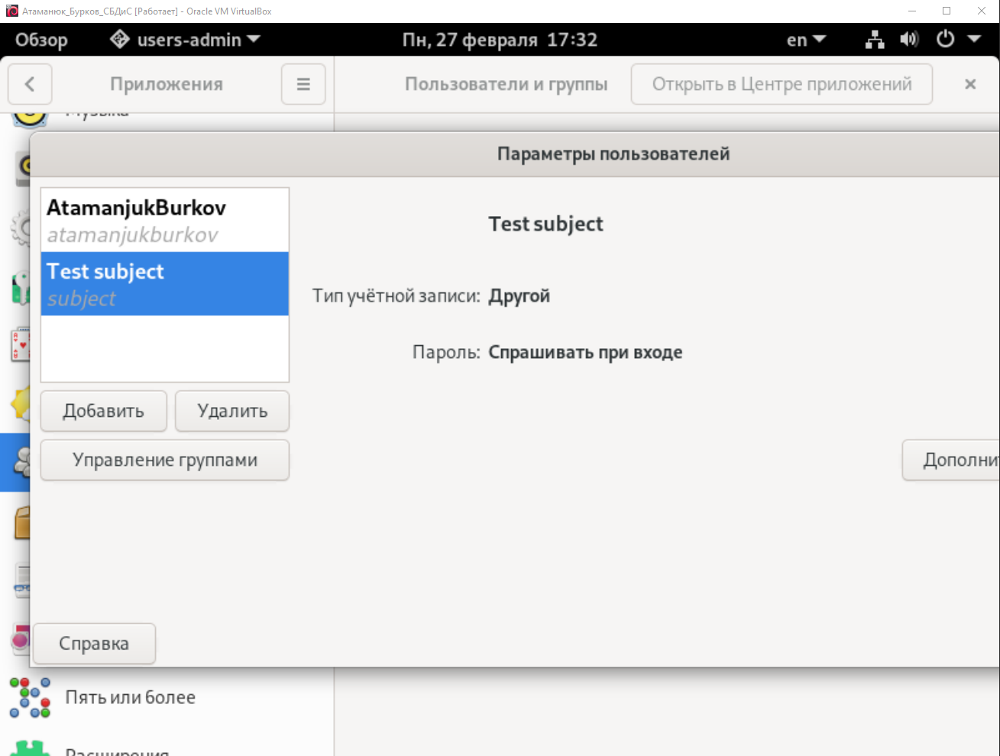 Атаманюк_Бурков_СБДиС [Работает] - Oracle VM VirtualBox
Обзор users-admin Пн, 27 февраля 17:32 en
Приложения Пользователи и группы Открыть в Центре приложений
Музыка
Параметры пользователей
AtamanjukBurkov
atamanjukburkov
Test subject
subject
Test subject
Тип учётной записи: Другой
Пароль: Спрашивать при входе
Добавить Удалить
Управление группами
Справка
Пять или более
Расширения